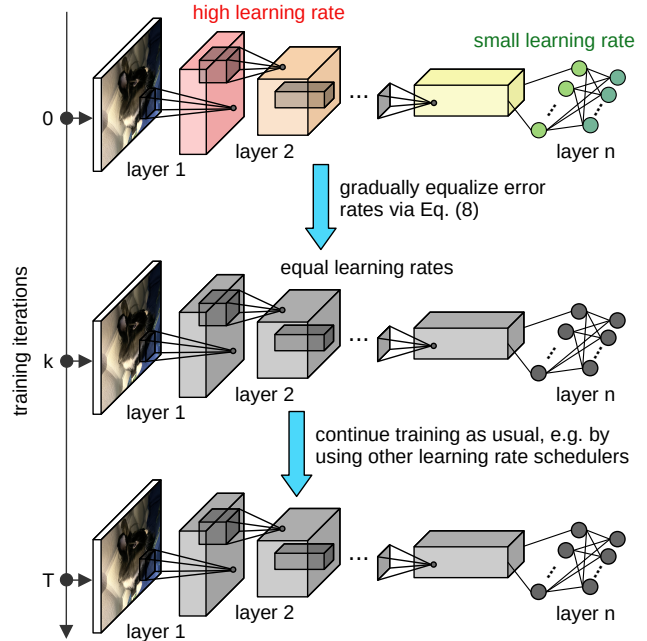 high learning rate
small learning rate
0
...
layer 1
layer 2
layer n
gradually equalize error
rates via Eq. (8)
equal learning rates
training iterations
k
...
layer 1
layer 2
layer n
continue training as usual, e.g. by
using other learning rate schedulers
T
...
layer 1
layer 2
layer n